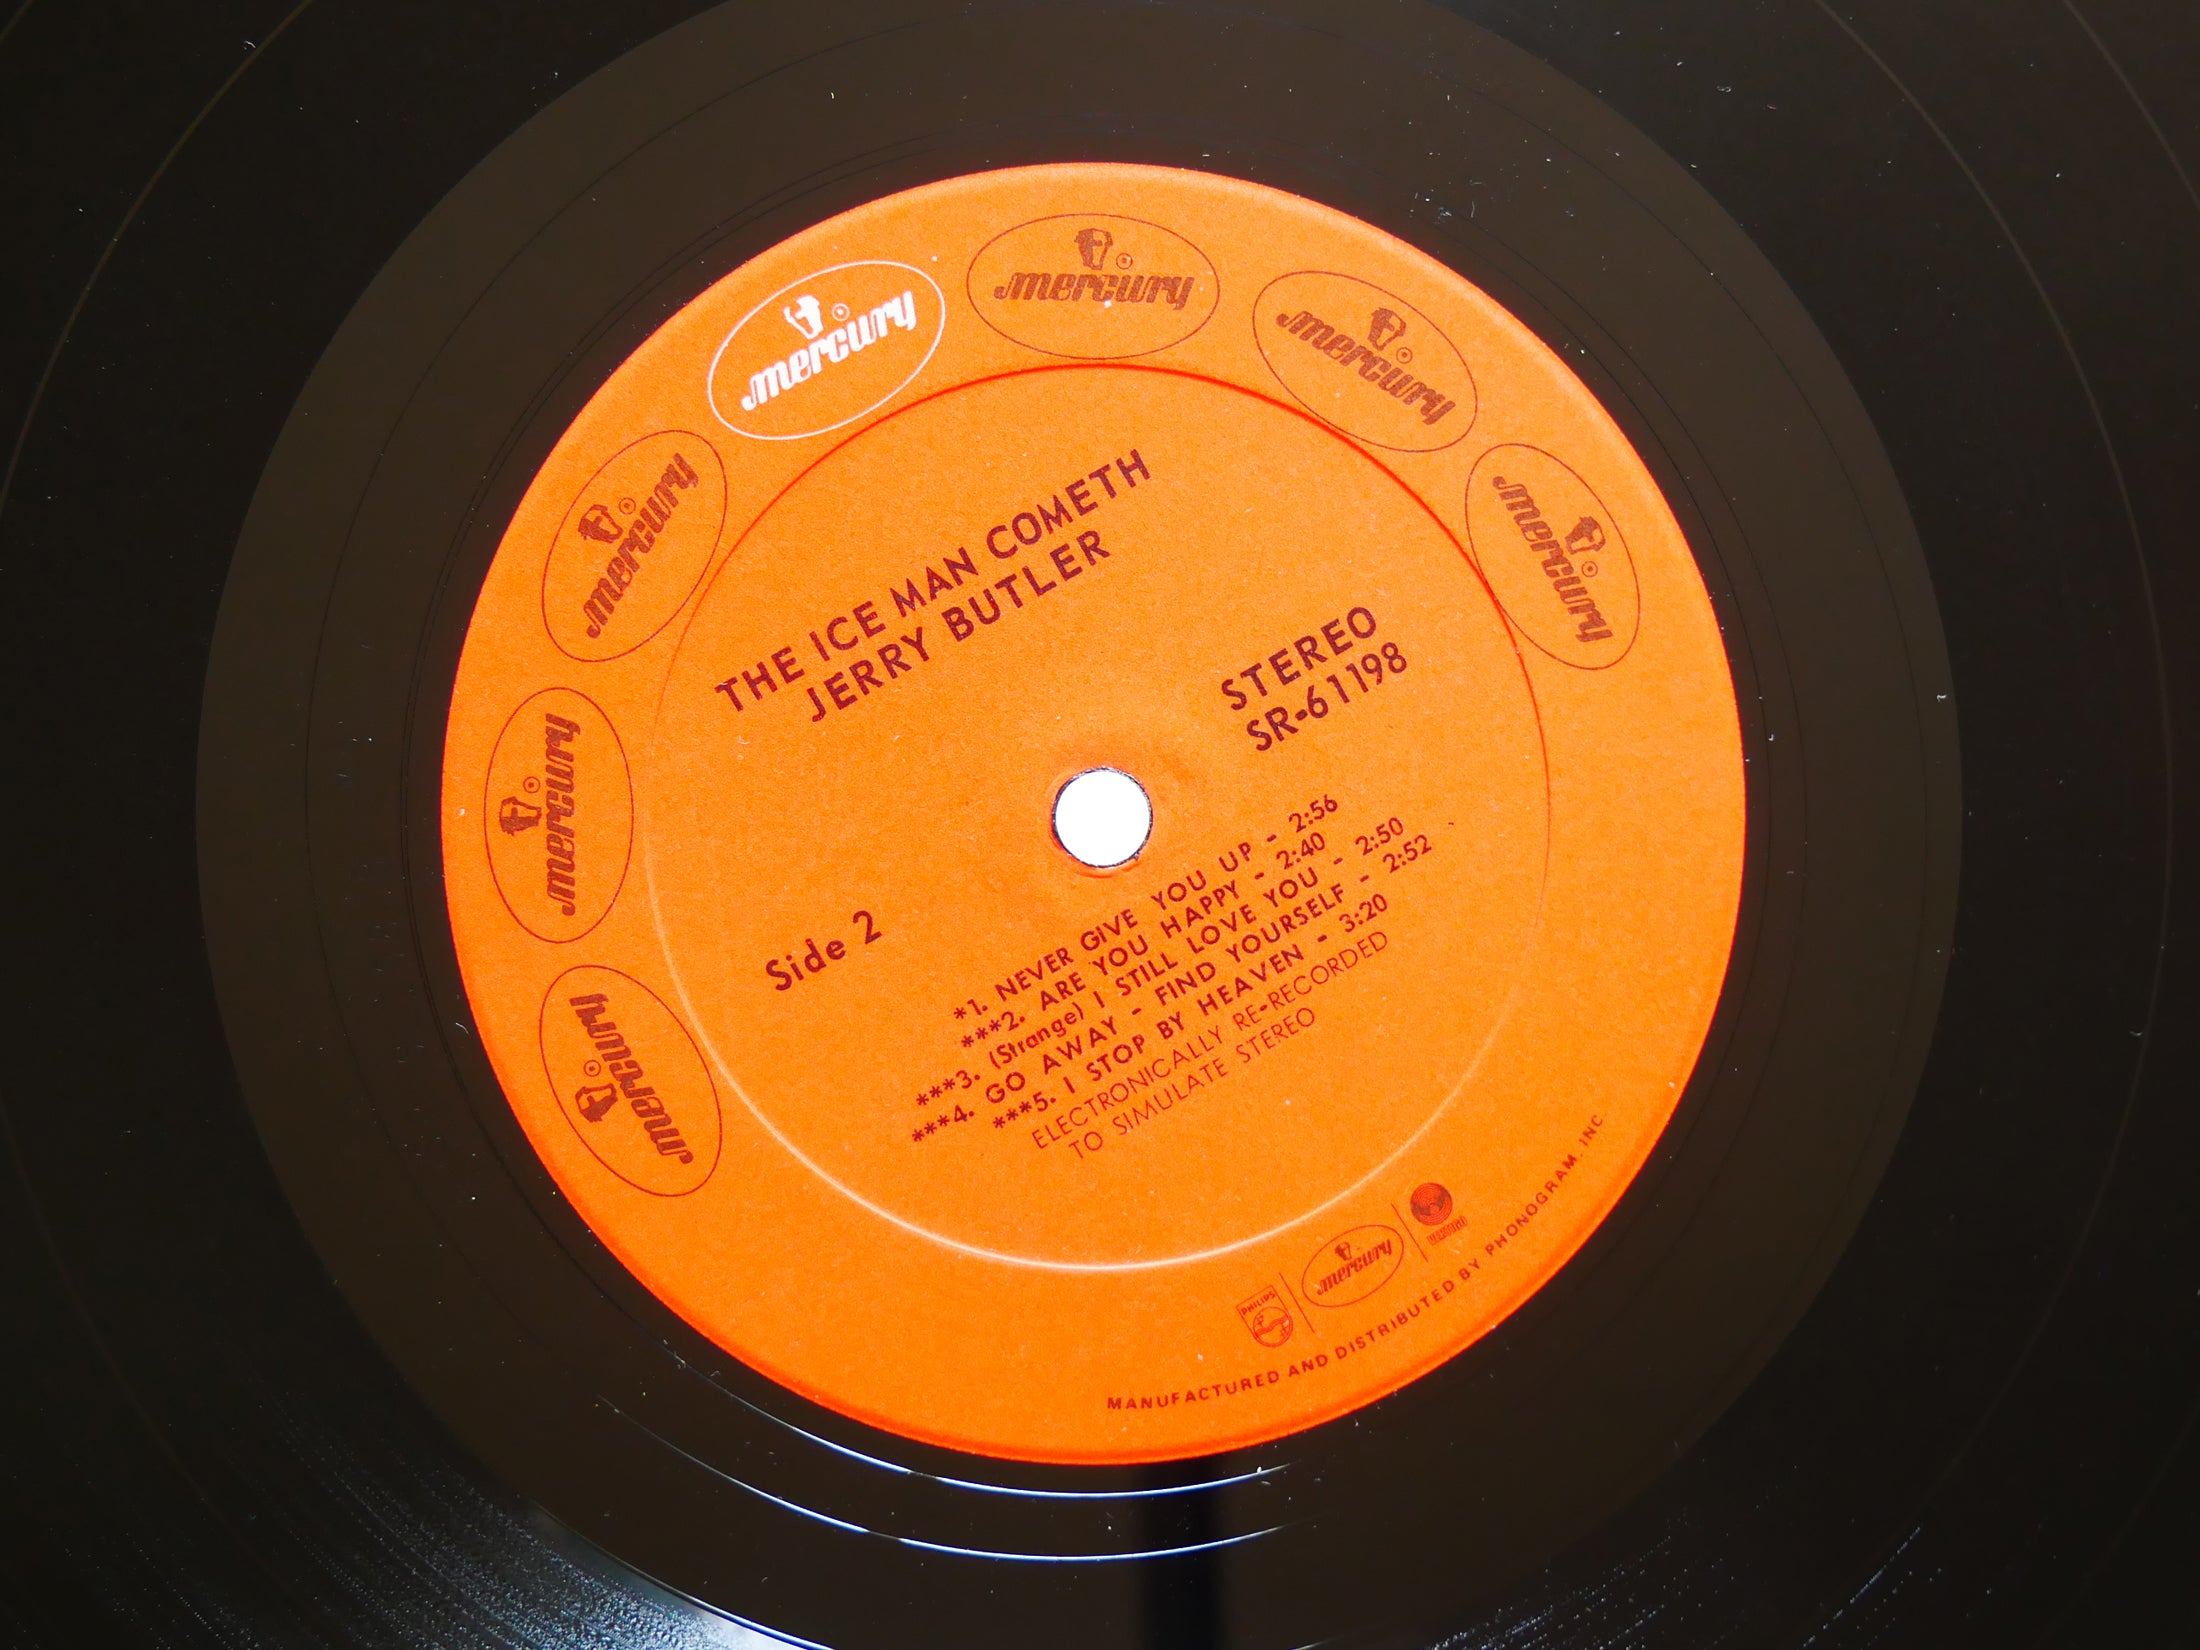 mercury
mercury
mercury
mercury
mercury
mercury
mercury
THE ICE MAN COMETH
JERRY BUTLER
STEREO
SR-61198
Side 2
*1. NEVER GIVE YOU UP - 2:56
***2. ARE YOU HAPPY - 2:40
***3. (Strange) I STILL LOVE YOU - 2:50
***4. GO AWAY - FIND YOURSELF - 2:52
***5. I STOP BY HEAVEN - 3:20
ELECTRONICALLY RE-RECORDED
TO SIMULATE STEREO
PHILIPS
mercury
MANUFACTURED AND DISTRIBUTED BY PHONOGRAM, INC.